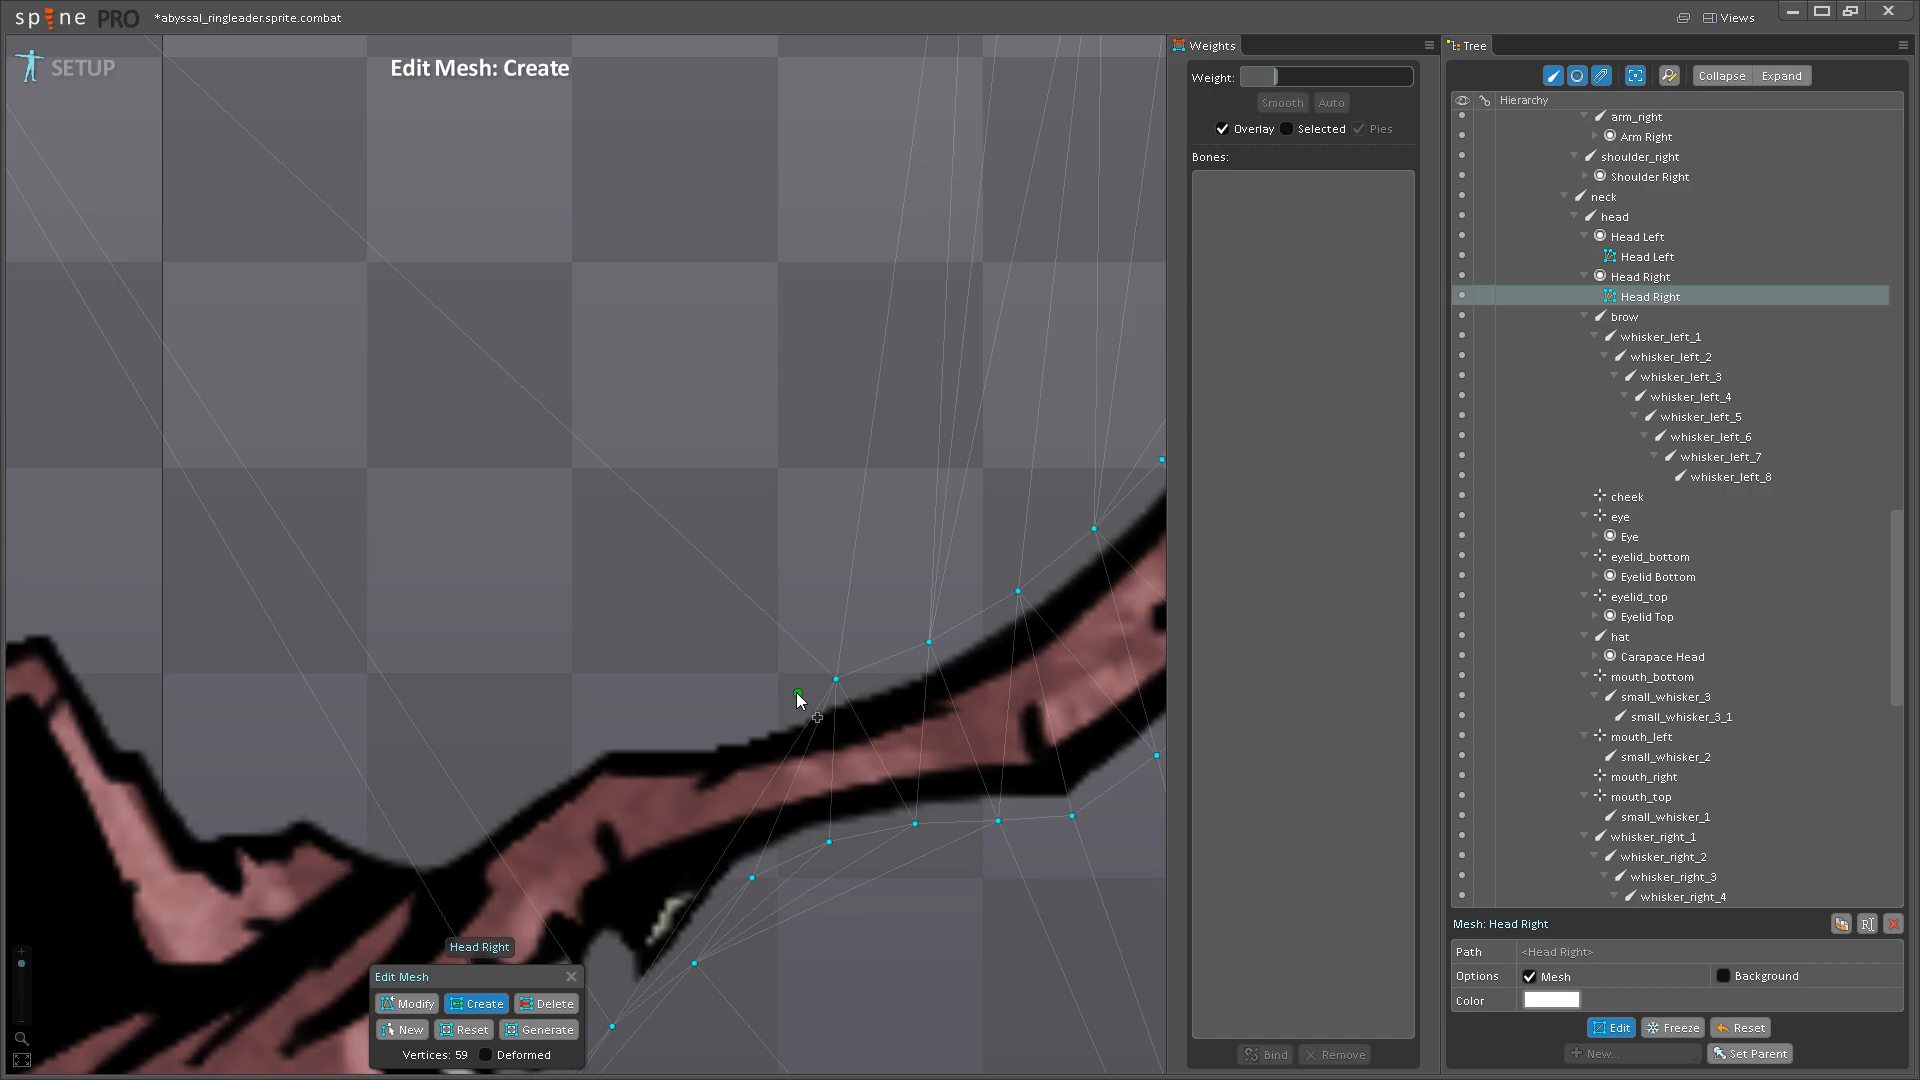 spine PRO *abyssal_ringleader.sprite.combat Views
SETUP Edit Mesh: Create
Weights
Weight:
Smooth Auto
Overlay Selected Pies
Bones:
Bind Remove
Tree
Collapse Expand
Hierarchy
arm_right
Arm Right
shoulder_right
Shoulder Right
neck
head
Head Left
Head Left
Head Right
Head Right
brow
whisker_left_1
whisker_left_2
whisker_left_3
whisker_left_4
whisker_left_5
whisker_left_6
whisker_left_7
whisker_left_8
cheek
eye
Eye
eyelid_bottom
Eyelid Bottom
eyelid_top
Eyelid Top
hat
Carapace Head
mouth_bottom
small_whisker_3
small_whisker_3_1
mouth_left
small_whisker_2
mouth_right
mouth_top
small_whisker_1
whisker_right_1
whisker_right_2
whisker_right_3
whisker_right_4
Mesh: Head Right
Path <Head Right>
Options Mesh Background
Color
Edit Freeze Reset
New... Set Parent
Head Right
Edit Mesh
Modify Create Delete
New Reset Generate
Vertices: 59 Deformed